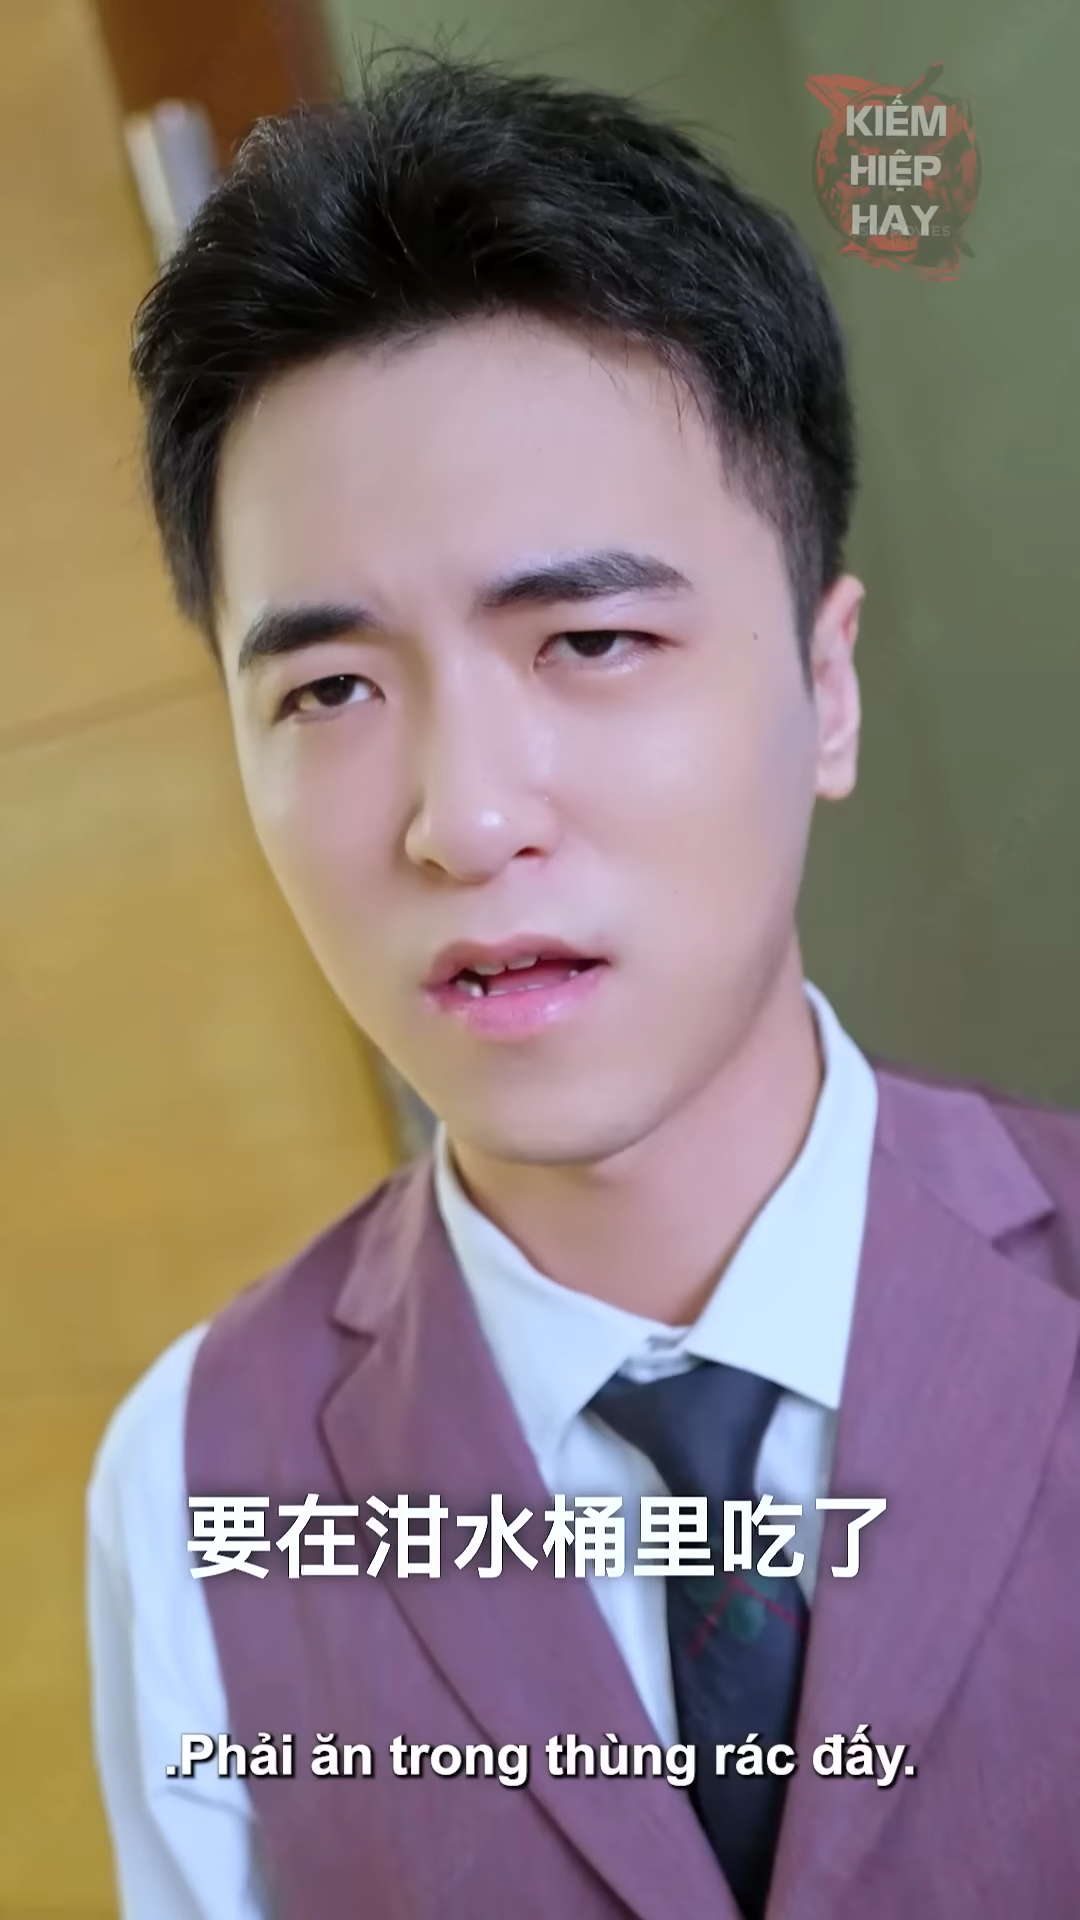 KIẾM
HIỆP
HAY
要在泔水桶里吃了
.Phải ăn trong thùng rác đấy.